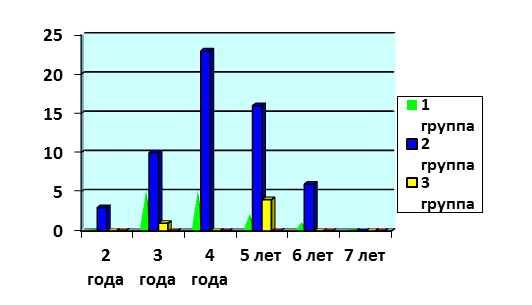 25
20
15
10
5
0
2 года
3 года
4 года
5 лет
6 лет
7 лет
1 группа
2 группа
3 группа